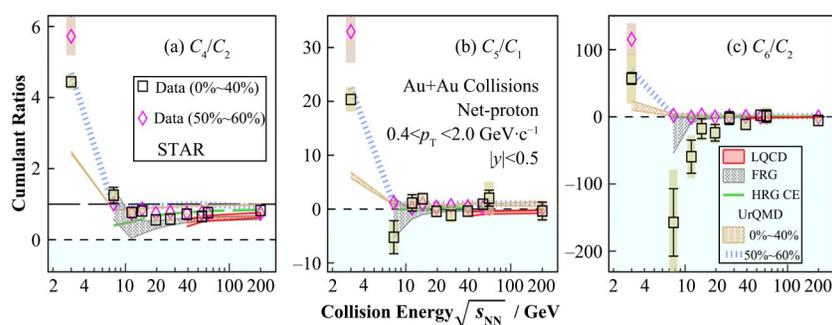 (a) C4/C2
Data (0%~40%)
Data (50%~60%)
STAR
Cumulant Ratios
6
4
2
1
0
2 4 10 20 40 100 200
(b) C5/C1
Au+Au Collisions
Net-proton
0.4<pT <2.0 GeV·c⁻¹
|y|<0.5
30
20
10
0
−10
2 4 10 20 40 100 200
(c) C6/C2
LQCD
FRG
HRG CE
UrQMD
0%~40%
50%~60%
100
0
−100
−200
2 4 10 20 40 100 200
Collision Energy√sNN / GeV